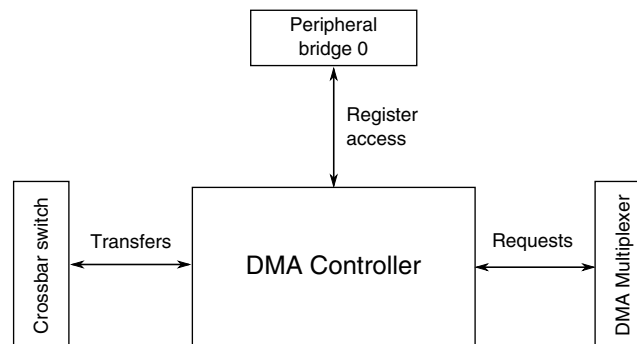 Peripheral
bridge 0
Register
access
Crossbar switch
Transfers
DMA Controller
Requests
DMA Multiplexer